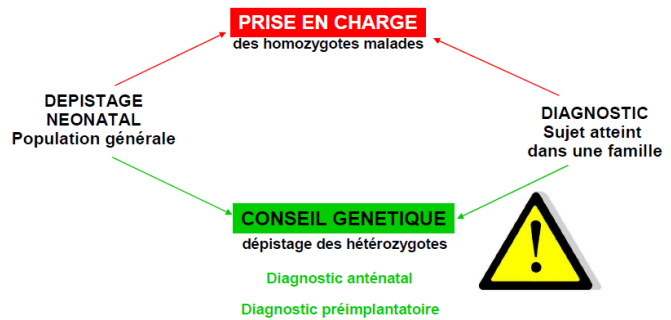 PRISE EN CHARGE
des homozygotes malades
DEPISTAGE
NEONATAL
Population générale
DIAGNOSTIC
Sujet atteint
dans une famille
CONSEIL GENETIQUE
dépistage des hétérozygotes
Diagnostic anténatal
Diagnostic préimplantatoire
!